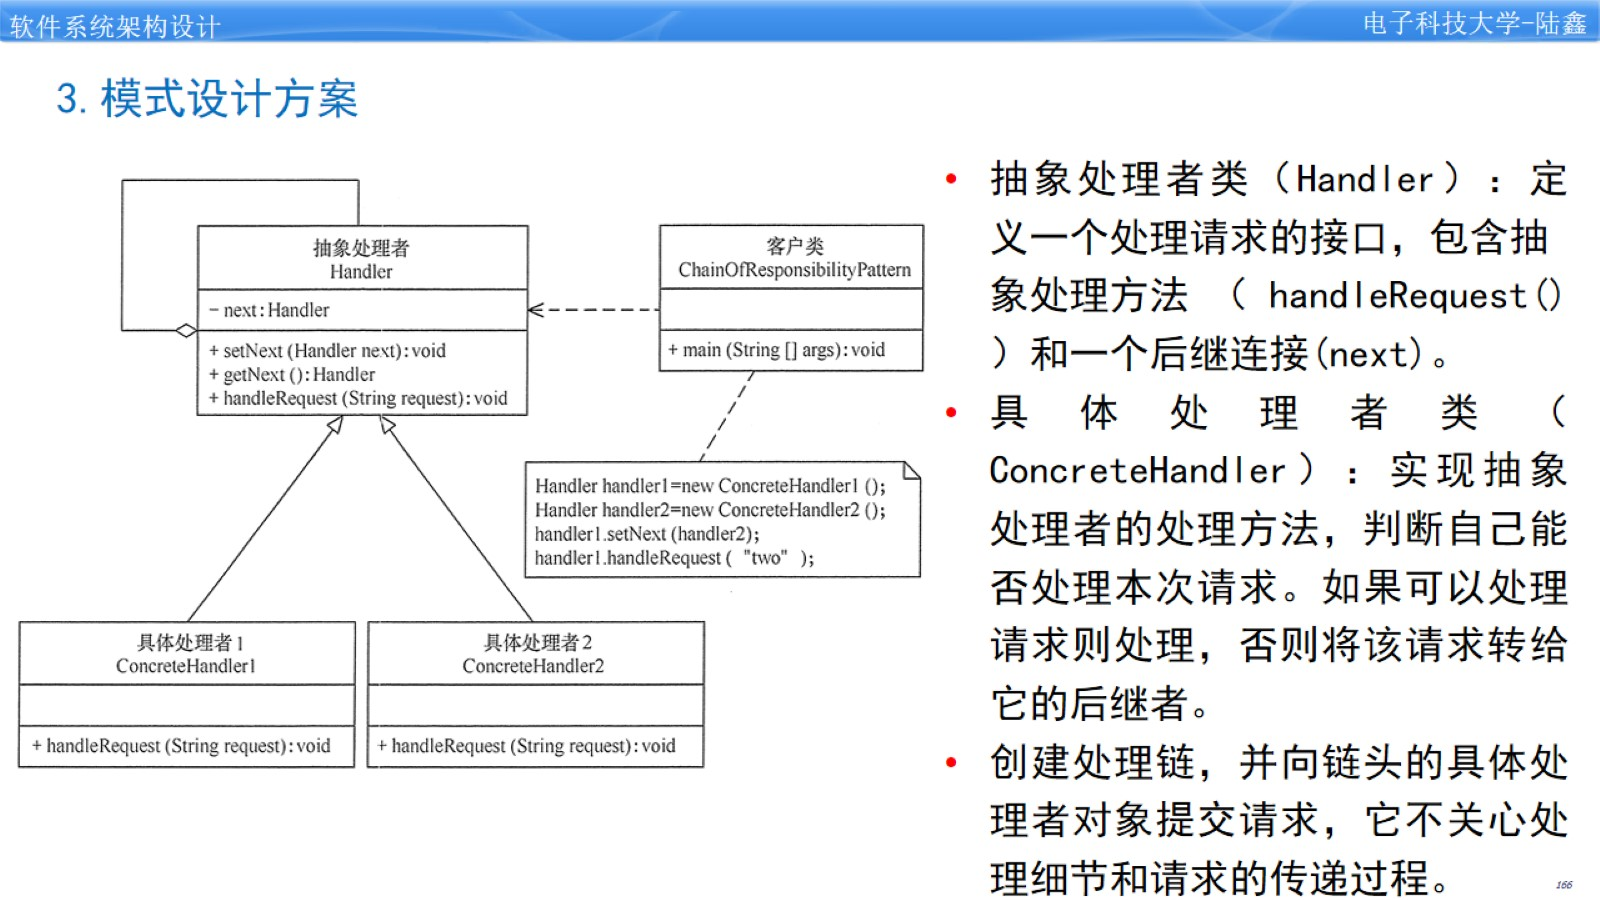 软件系统架构设计
电子科技大学-陆鑫
3. 模式设计方案
抽象处理者
Handler
- next:Handler
+ setNext (Handler next):void
+ getNext ():Handler
+ handleRequest (String request):void
客户类
ChainOfResponsibilityPattern
+ main (String [] args):void
Handler handler1=new ConcreteHandler1 ();
Handler handler2=new ConcreteHandler2 ();
handler1.setNext (handler2);
handler1.handleRequest ( "two" );
具体处理者1
ConcreteHandler1
+ handleRequest (String request):void
具体处理者2
ConcreteHandler2
+ handleRequest (String request):void
• 抽象处理者类（Handler）：定
义一个处理请求的接口，包含抽
象处理方法 （ handleRequest()
）和一个后继连接(next)。
• 具体处理者类（
ConcreteHandler）：实现抽象
处理者的处理方法，判断自己能
否处理本次请求。如果可以处理
请求则处理，否则将该请求转给
它的后继者。
• 创建处理链，并向链头的具体处
理者对象提交请求，它不关心处
理细节和请求的传递过程。
166